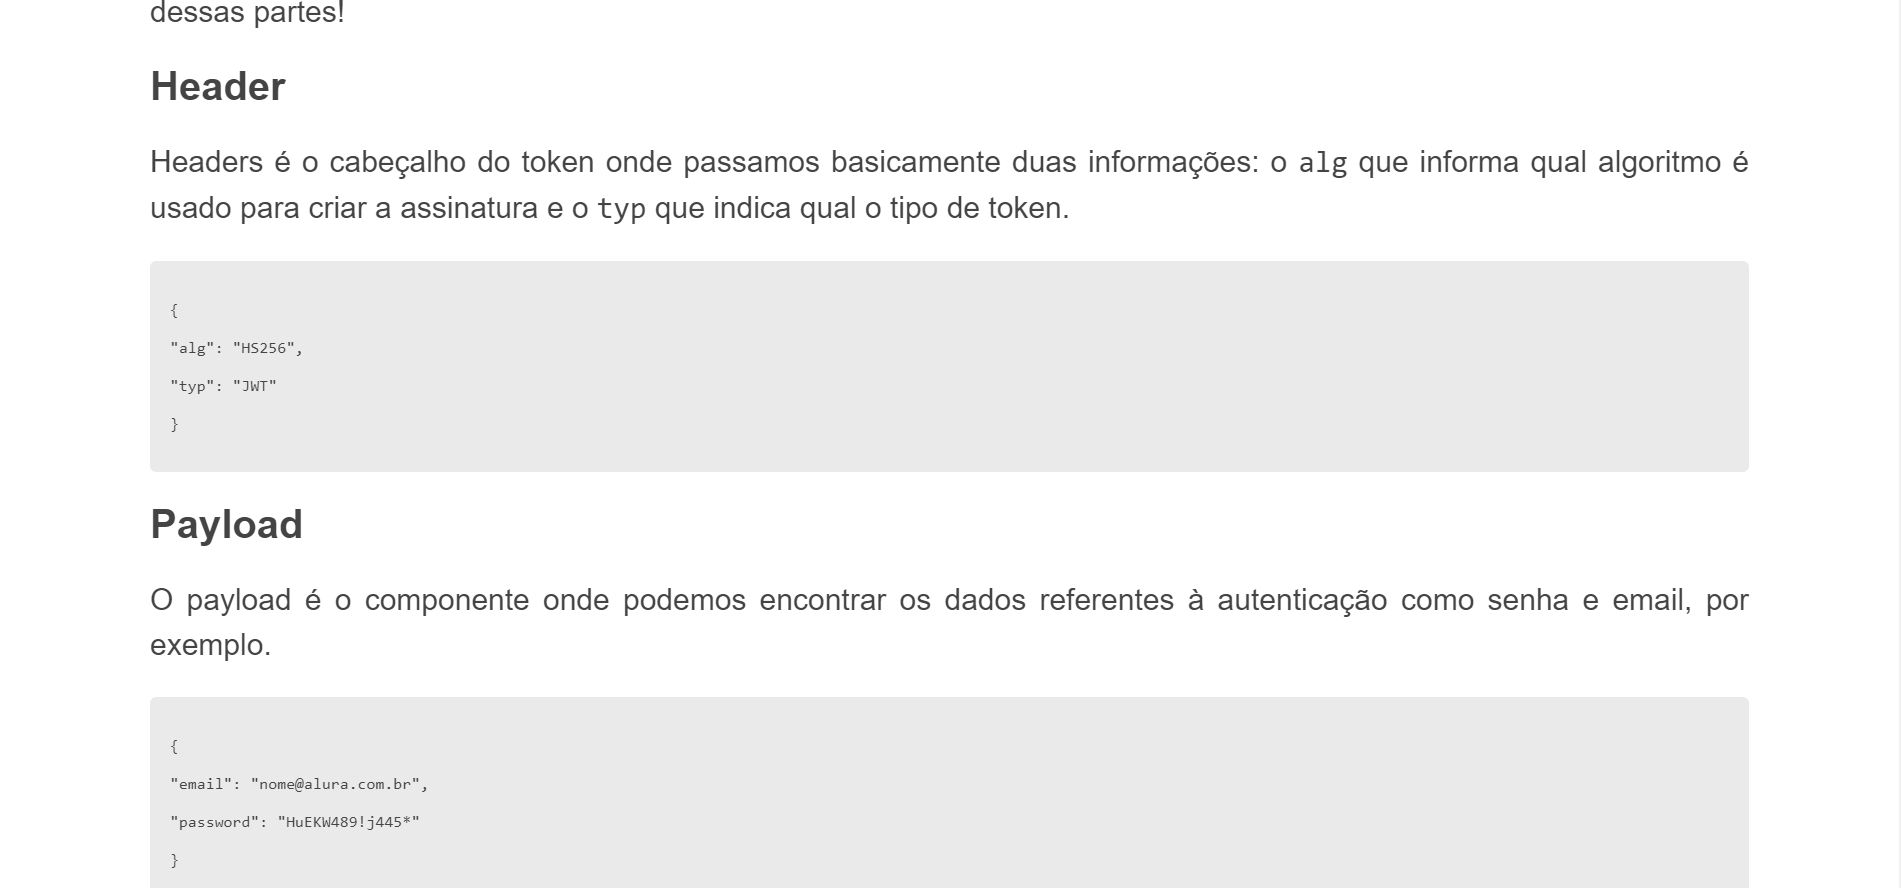 dessas partes!
Header
Headers é o cabeçalho do token onde passamos basicamente duas informações: o alg que informa qual algoritmo é
usado para criar a assinatura e o typ que indica qual o tipo de token.
{
"alg": "HS256",
"typ": "JWT"
}
Payload
O payload é o componente onde podemos encontrar os dados referentes à autenticação como senha e email, por
exemplo.
{
"email": "nome@alura.com.br",
"password": "HuEKW489!j445*"
}